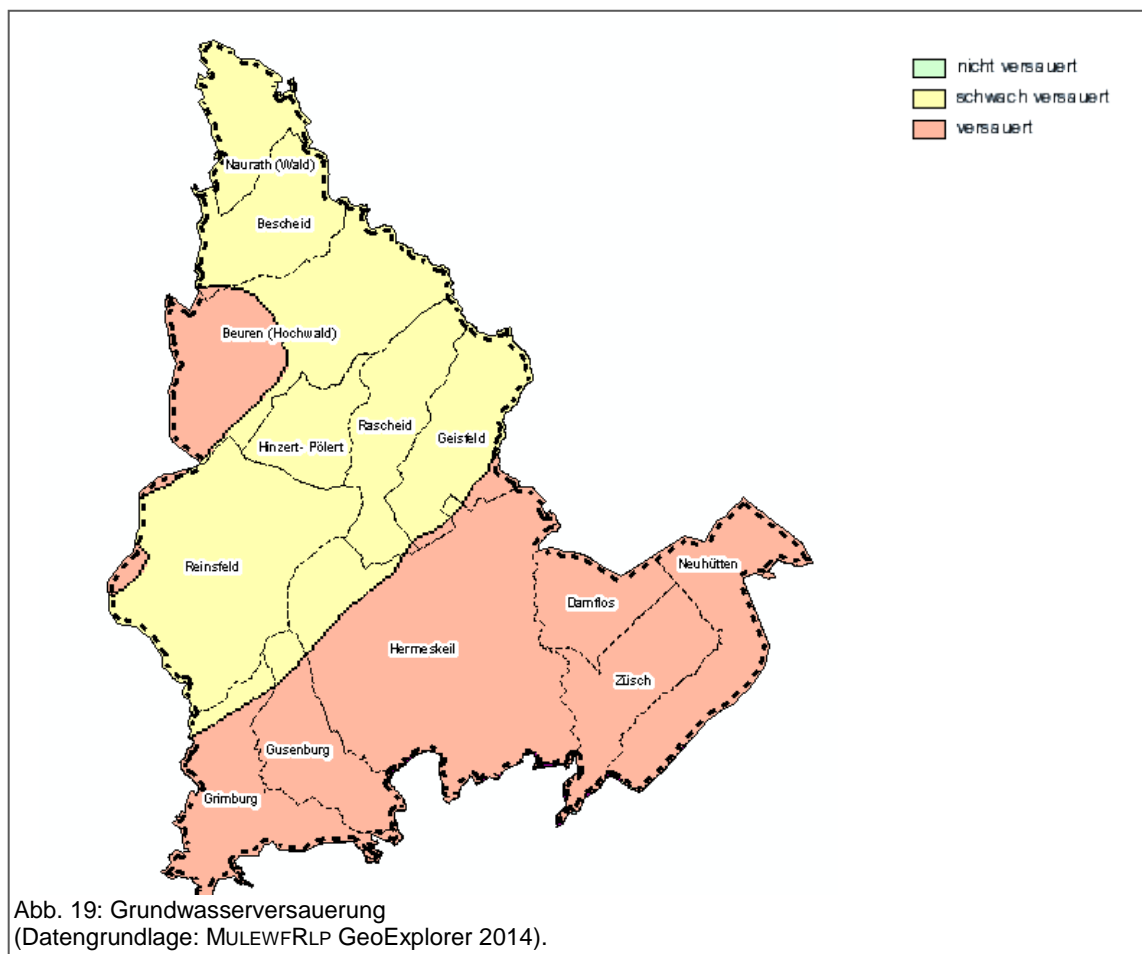 nicht versauert
schwach versauert
versauert
Naurath (Wald)
Bescheid
Beuren (Hochwald)
Rascheid
Geisfeld
Hinzert- Pölert
Reinsfeld
Neuhütten
Damflos
Hermeskeil
Züsch
Gusenburg
Grimburg
Abb. 19: Grundwasserversauerung
(Datengrundlage: MULEWFRLP GeoExplorer 2014).